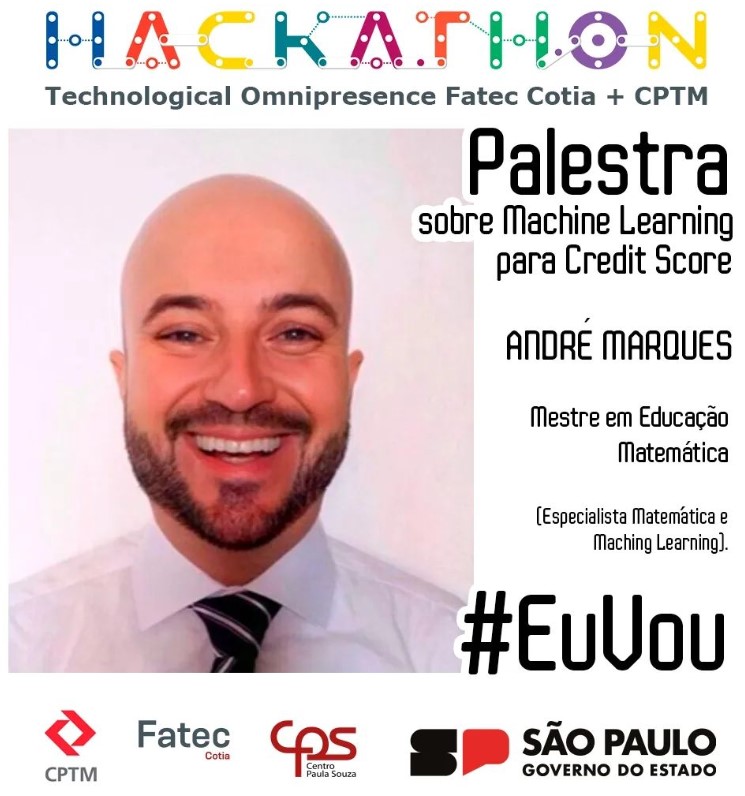 HACKATHON
Technological Omnipresence Fatec Cotia + CPTM
Palestra
sobre Machine Learning
para Credit Score
ANDRÉ MARQUES
Mestre em Educação
Matemática
(Especialista Matemática e
Maching Learning).
#EuVou
CPTM
Fatec
Cotia
CPS
Centro
Paula Souza
SP
SÃO PAULO
GOVERNO DO ESTADO